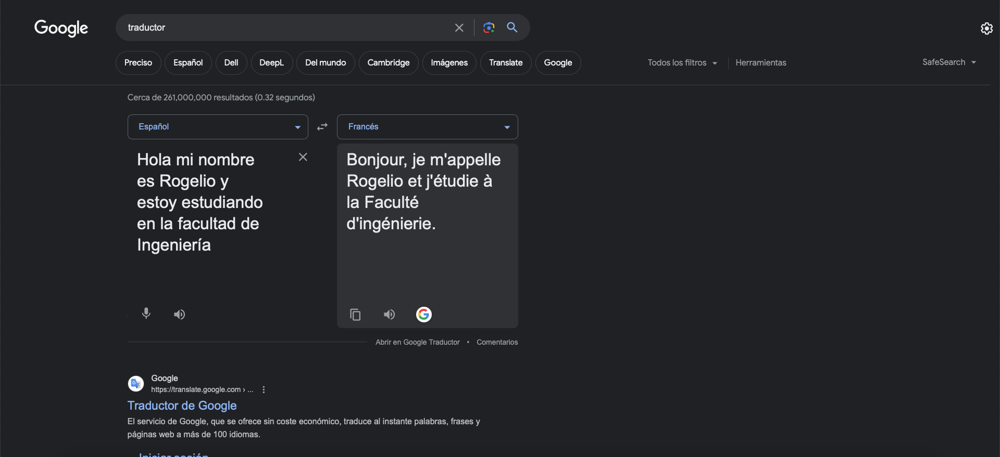 Google
traductor
Preciso
Español
Dell
DeepL
Del mundo
Cambridge
Imágenes
Translate
Google
Todos los filtros
Herramientas
SafeSearch
Cerca de 261,000,000 resultados (0.32 segundos)
Español
Francés
Hola mi nombre
es Rogelio y
estoy estudiando
en la facultad de
Ingeniería
Bonjour, je m'appelle
Rogelio et j'étudie à
la Faculté
d'ingénierie.
Abrir en Google Traductor • Comentarios
Google
https://translate.google.com › ...
Traductor de Google
El servicio de Google, que se ofrece sin coste económico, traduce al instante palabras, frases y
páginas web a más de 100 idiomas.
Iniciar sesión